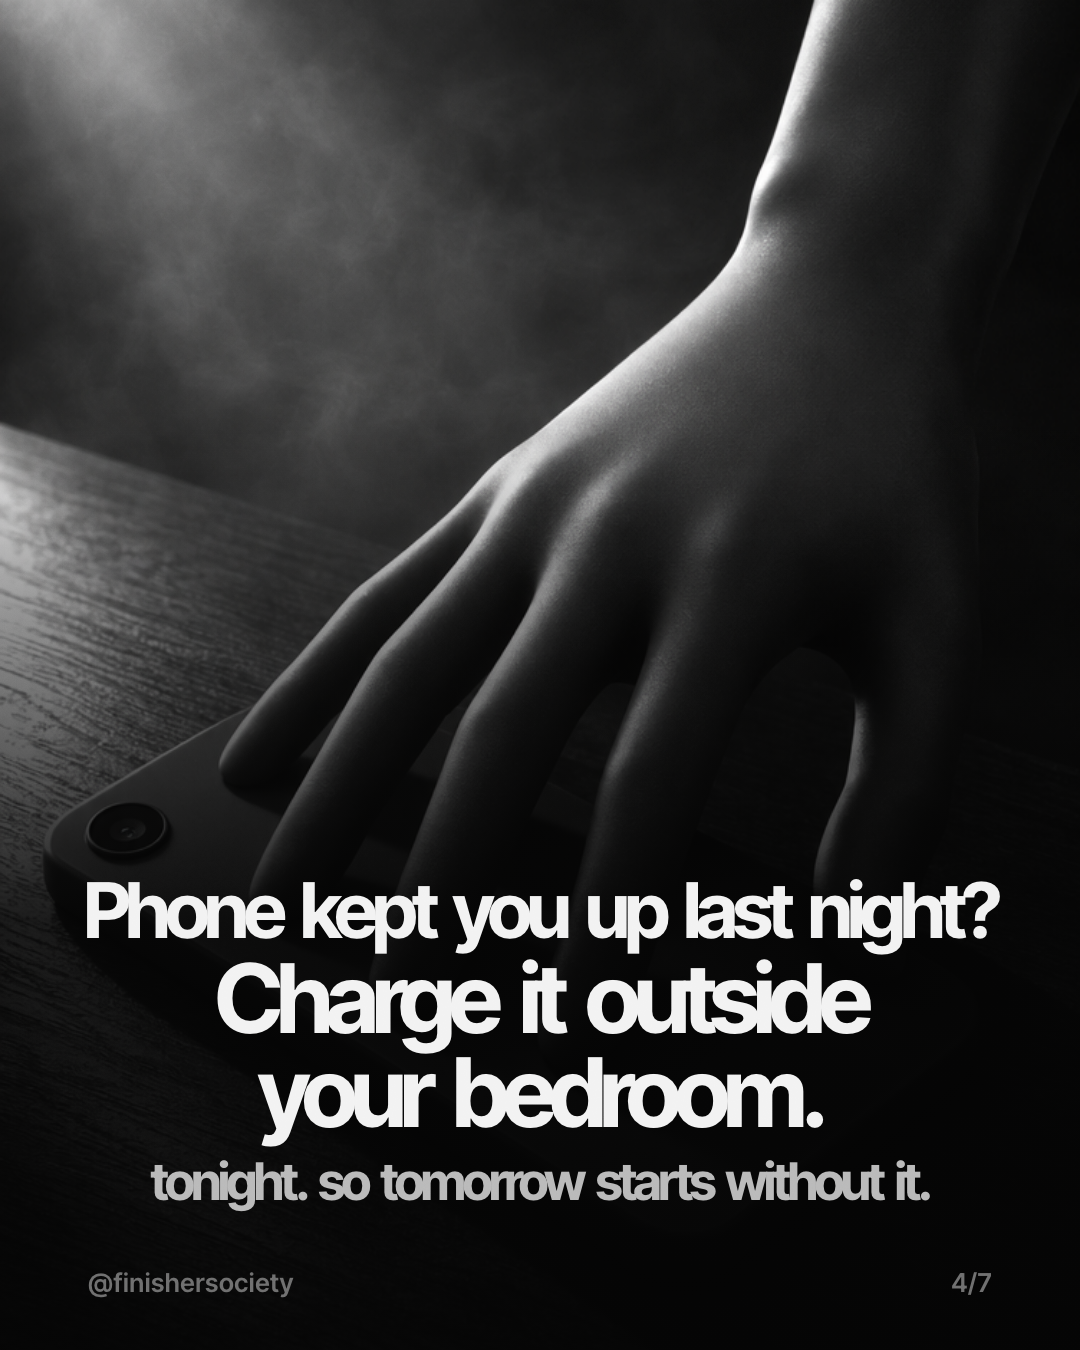 Phone kept you up last night?
Charge it outside
your bedroom.
tonight. so tomorrow starts without it.
@finishersociety
4/7